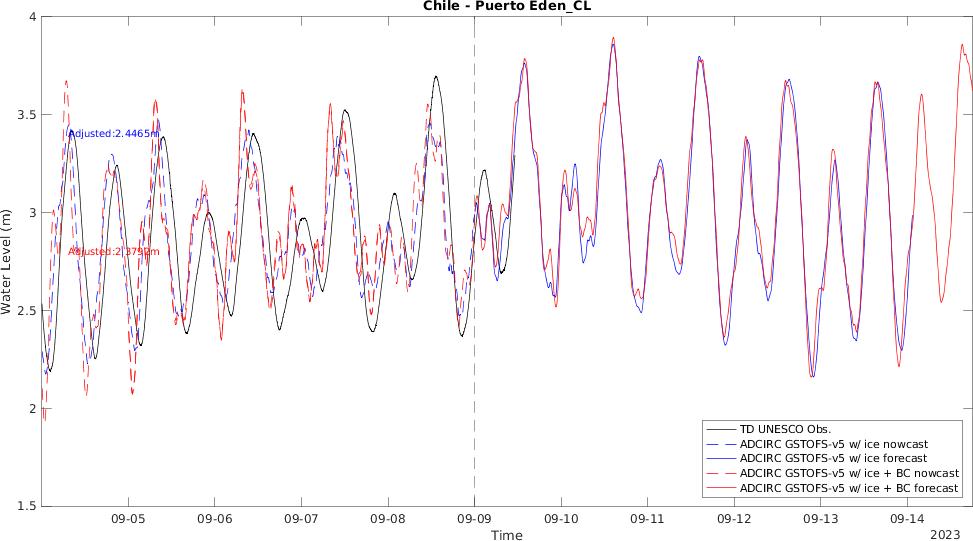 Chile - Puerto Eden_CL
4
3.5
3
2.5
2
1.5
Water Level (m)
Adjusted:2.4465m
Adjusted:2.3792m
TD UNESCO Obs.
ADCIRC GSTOFS-v5 w/ ice nowcast
ADCIRC GSTOFS-v5 w/ ice forecast
ADCIRC GSTOFS-v5 w/ ice + BC nowcast
ADCIRC GSTOFS-v5 w/ ice + BC forecast
09-05 09-06 09-07 09-08 09-09 09-10 09-11 09-12 09-13 09-14
Time
2023